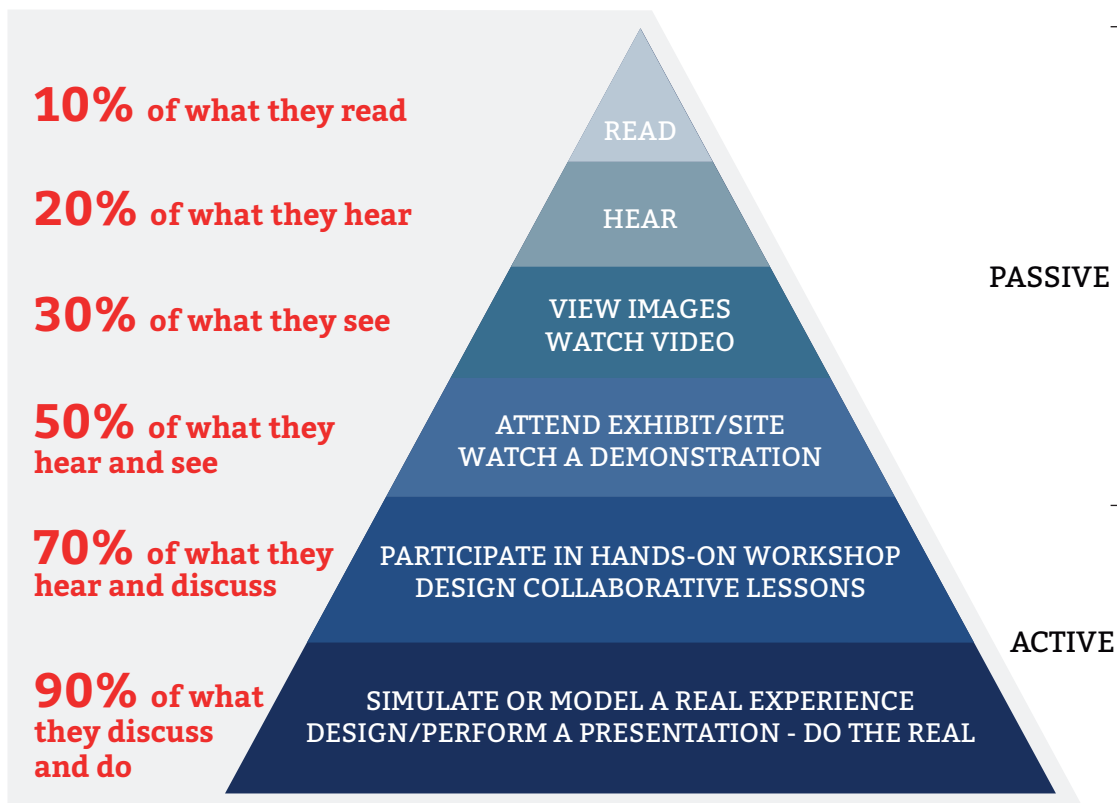 10% of what they read
READ
20% of what they hear
HEAR
30% of what they see
VIEW IMAGES
WATCH VIDEO
PASSIVE
50% of what they
hear and see
ATTEND EXHIBIT/SITE
WATCH A DEMONSTRATION
70% of what they
hear and discuss
PARTICIPATE IN HANDS-ON WORKSHOP
DESIGN COLLABORATIVE LESSONS
ACTIVE
90% of what
they discuss
and do
SIMULATE OR MODEL A REAL EXPERIENCE
DESIGN/PERFORM A PRESENTATION - DO THE REAL